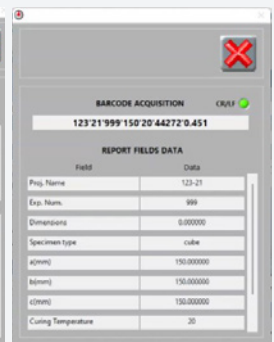 BARCODE ACQUISITION CR/LF
123'21'999'150'20'44272'0.451
REPORT FIELDS DATA
Field Data
Proj. Name 123-21
Exp. Num. 999
Dimensions 0.000000
Specimen type cube
a(mm) 150.000000
b(mm) 150.000000
c(mm) 150.000000
Curing Temperature 20